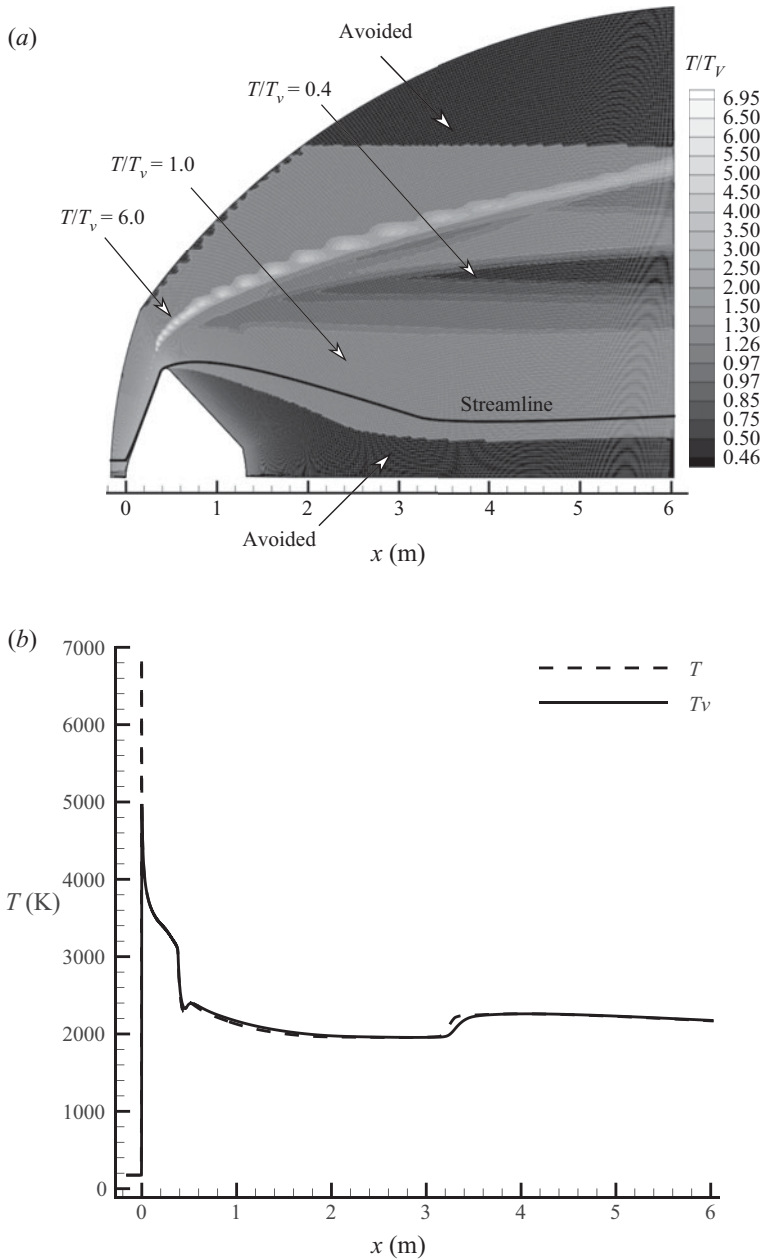 (a)
Avoided
T/T_v = 0.4
T/T_v = 1.0
T/T_v = 6.0
T/T_V
6.95
6.50
6.00
5.50
5.00
4.50
4.00
3.50
3.00
2.50
2.00
1.50
1.30
1.26
0.97
0.97
0.85
0.75
0.50
0.46
Streamline
0 1 2 3 4 5 6
Avoided
x (m)
(b)
7000
6000
5000
4000
3000
2000
1000
0
T (K)
T
Tv
0 1 2 3 4 5 6
x (m)